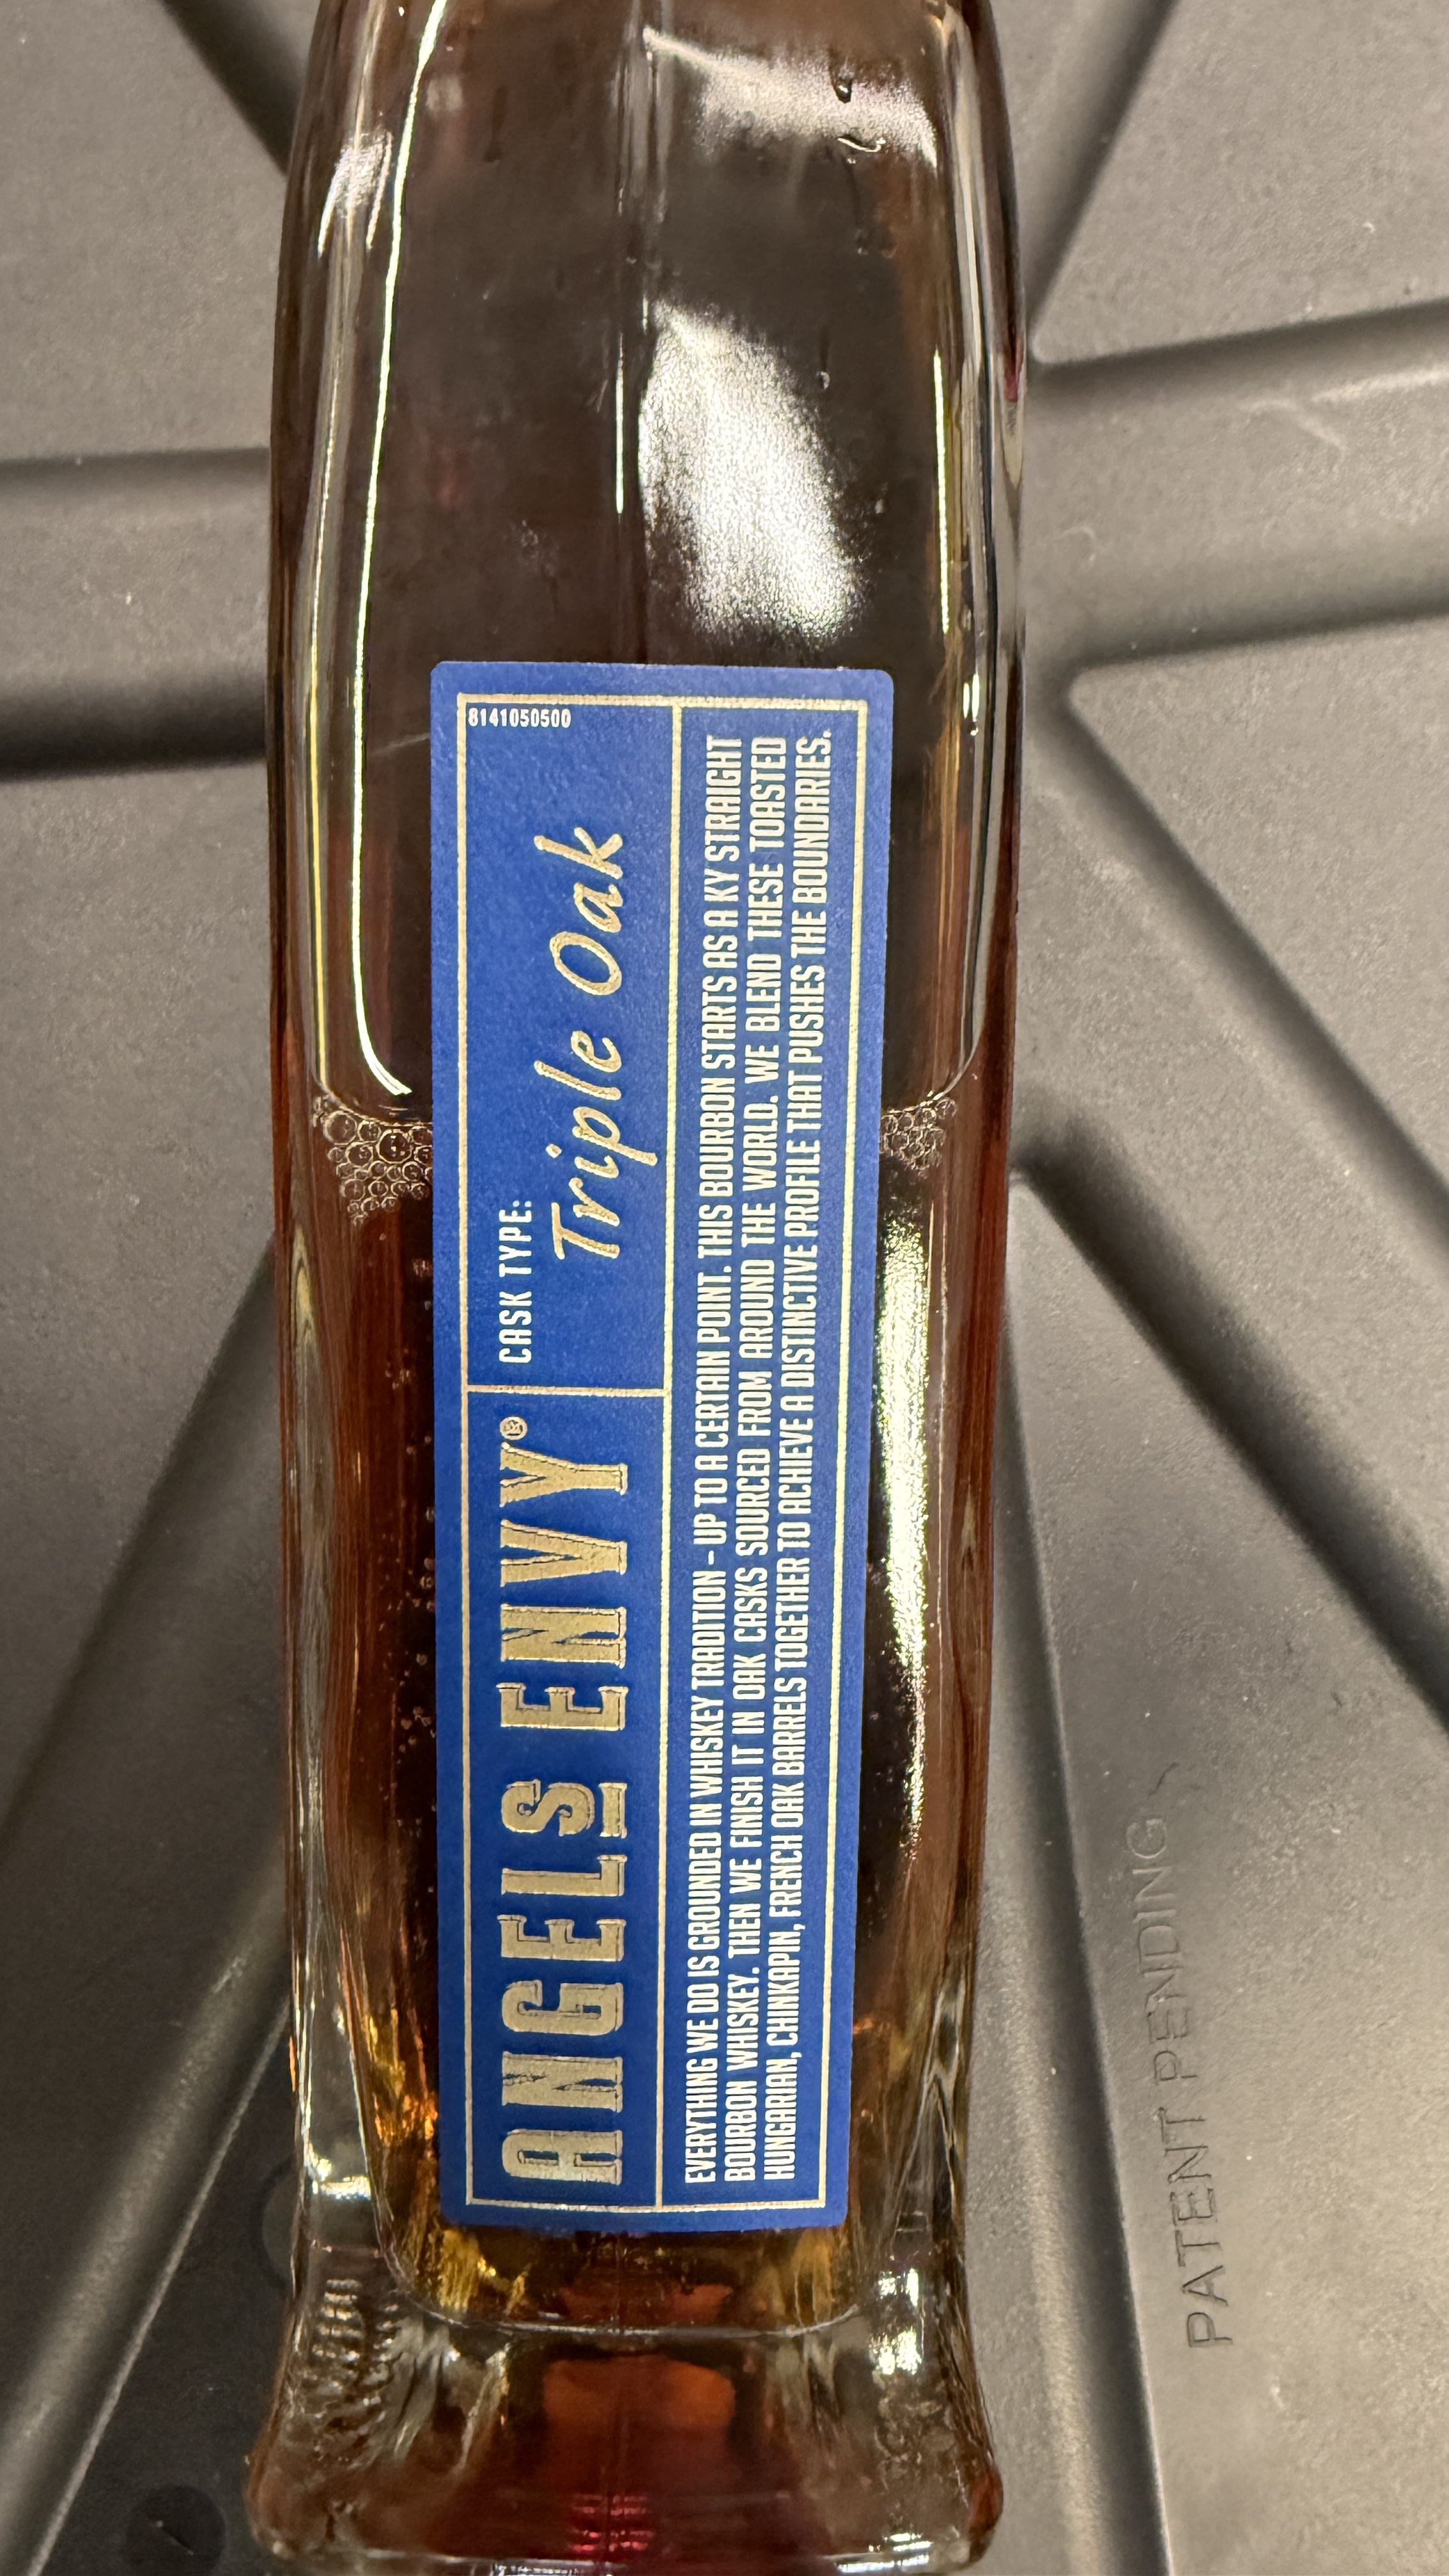 ANGELS ENVY®
CASK TYPE:
Triple Oak
8141050500
EVERYTHING WE DO IS GROUNDED IN WHISKEY TRADITION - UP TO A CERTAIN POINT. THIS BOURBON STARTS AS A KY STRAIGHT
BOURBON WHISKEY. THEN WE FINISH IT IN OAK CASKS SOURCED FROM AROUND THE WORLD. WE BLEND THESE TOASTED
HUNGARIAN, CHINKAPIN, FRENCH OAK BARRELS TOGETHER TO ACHIEVE A DISTINCTIVE PROFILE THAT PUSHES THE BOUNDARIES.
PATENT PENDING